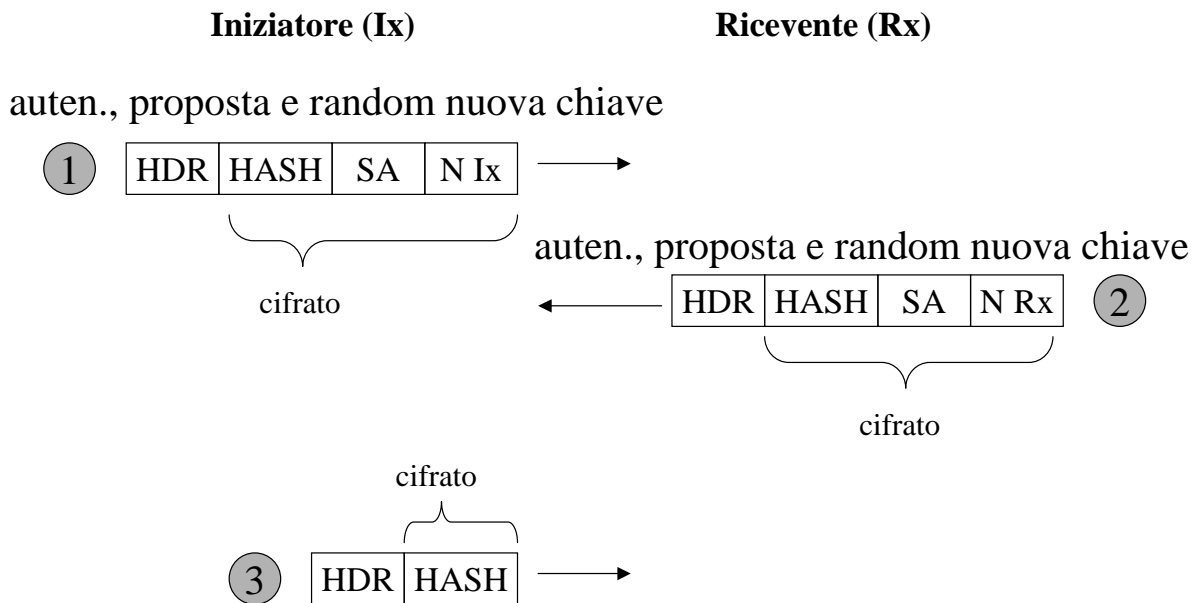 Iniziatore (Ix) Ricevente (Rx)
auten., proposta e random nuova chiave
1 HDR HASH SA N Ix
cifrato
auten., proposta e random nuova chiave
HDR HASH SA N Rx 2
cifrato
cifrato
3 HDR HASH